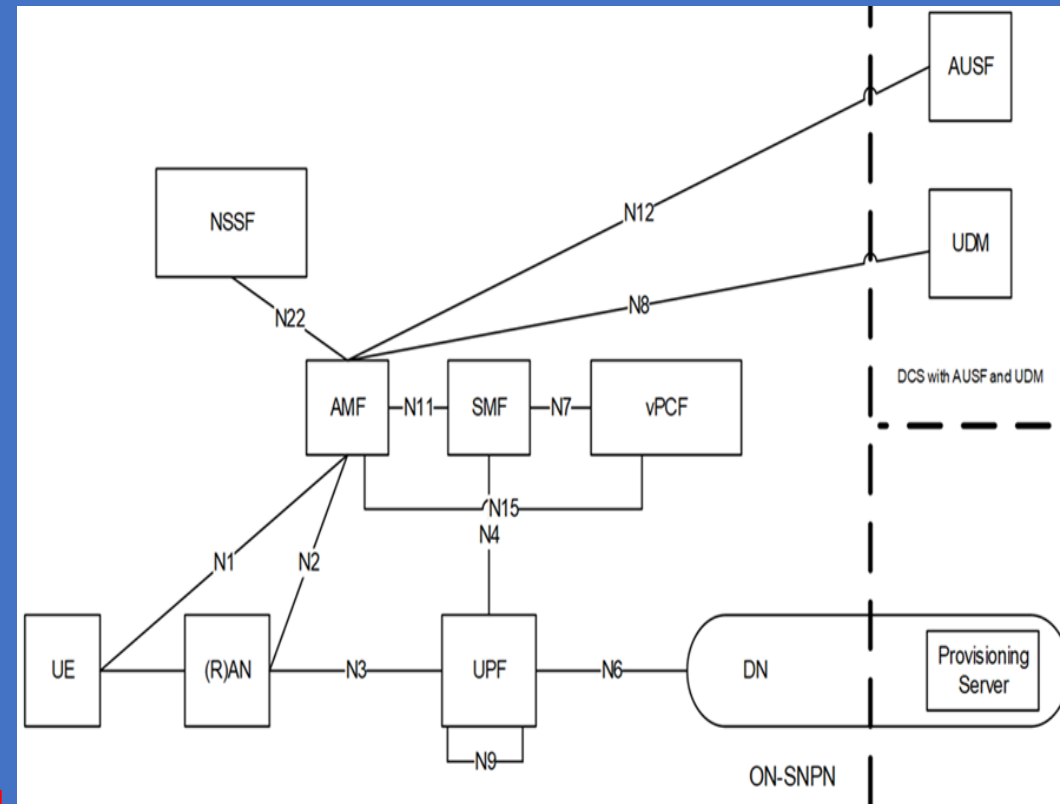 AUSF
N12
NSSF
UDM
N8
N22
DCS with AUSF and UDM
AMF
N11
SMF
N7
vPCF
N15
N4
N1
N2
UE
(R)AN
N3
UPF
N6
DN
Provisioning
Server
N9
ON-SNPN